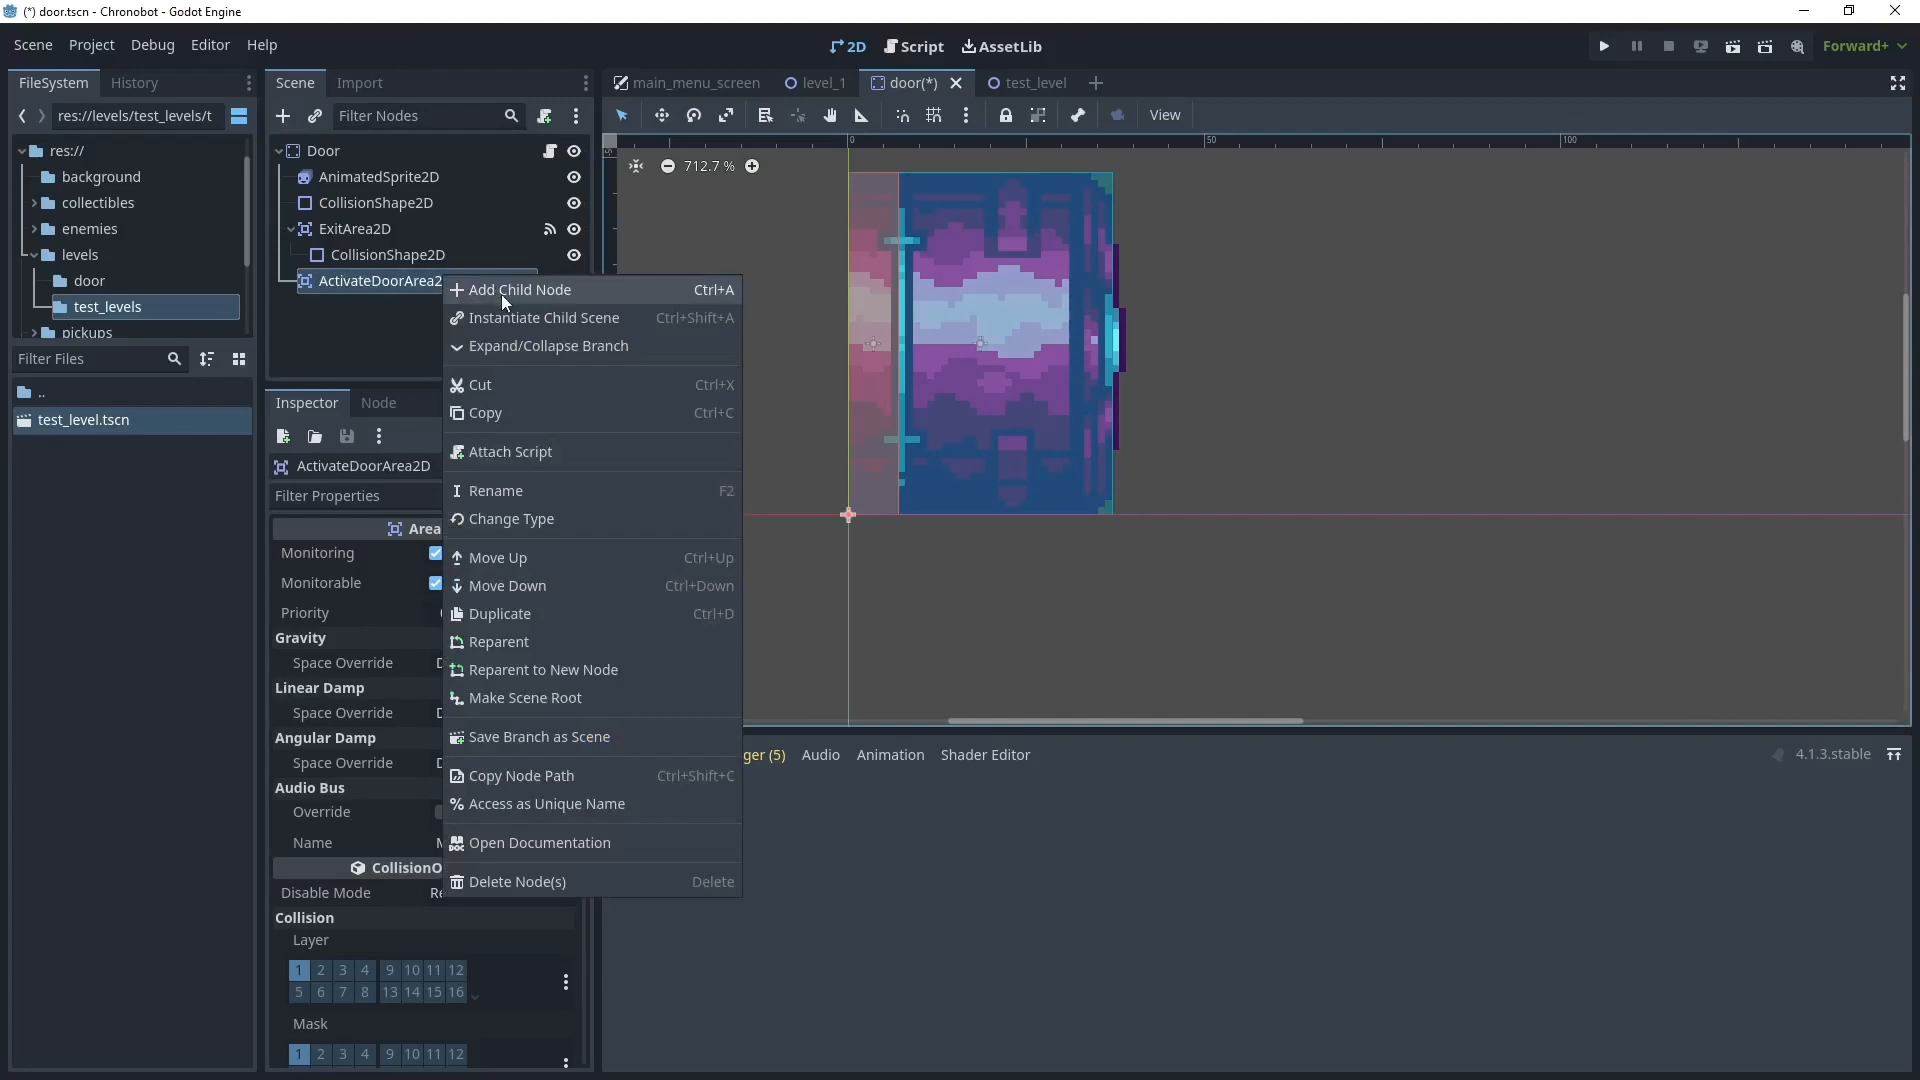 (*) door.tscn - Chronobot - Godot Engine
Scene Project Debug Editor Help
2D Script AssetLib
Forward+
FileSystem History
res://levels/test_levels/t
res://
background
collectibles
enemies
levels
door
test_levels
pickups
Filter Files
..
test_level.tscn
Scene Import
Filter Nodes
Door
AnimatedSprite2D
CollisionShape2D
ExitArea2D
CollisionShape2D
ActivateDoorArea2
Inspector Node
ActivateDoorArea2D
Filter Properties
Area
Monitoring
Monitorable
Priority
Gravity
Space Override
Linear Damp
Space Override
Angular Damp
Space Override
Audio Bus
Override
Name
CollisionO
Disable Mode Re
Collision
Layer
1 2 3 4 9 10 11 12
5 6 7 8 13 14 15 16
Mask
1 2 3 4 9 10 11 12
Add Child Node Ctrl+A
Instantiate Child Scene Ctrl+Shift+A
Expand/Collapse Branch
Cut Ctrl+X
Copy Ctrl+C
Attach Script
Rename F2
Change Type
Move Up Ctrl+Up
Move Down Ctrl+Down
Duplicate Ctrl+D
Reparent
Reparent to New Node
Make Scene Root
Save Branch as Scene
Copy Node Path Ctrl+Shift+C
Access as Unique Name
Open Documentation
Delete Node(s) Delete
main_menu_screen level_1 door(*) test_level
View
0 50 100
712.7 %
ger (5) Audio Animation Shader Editor
4.1.3.stable